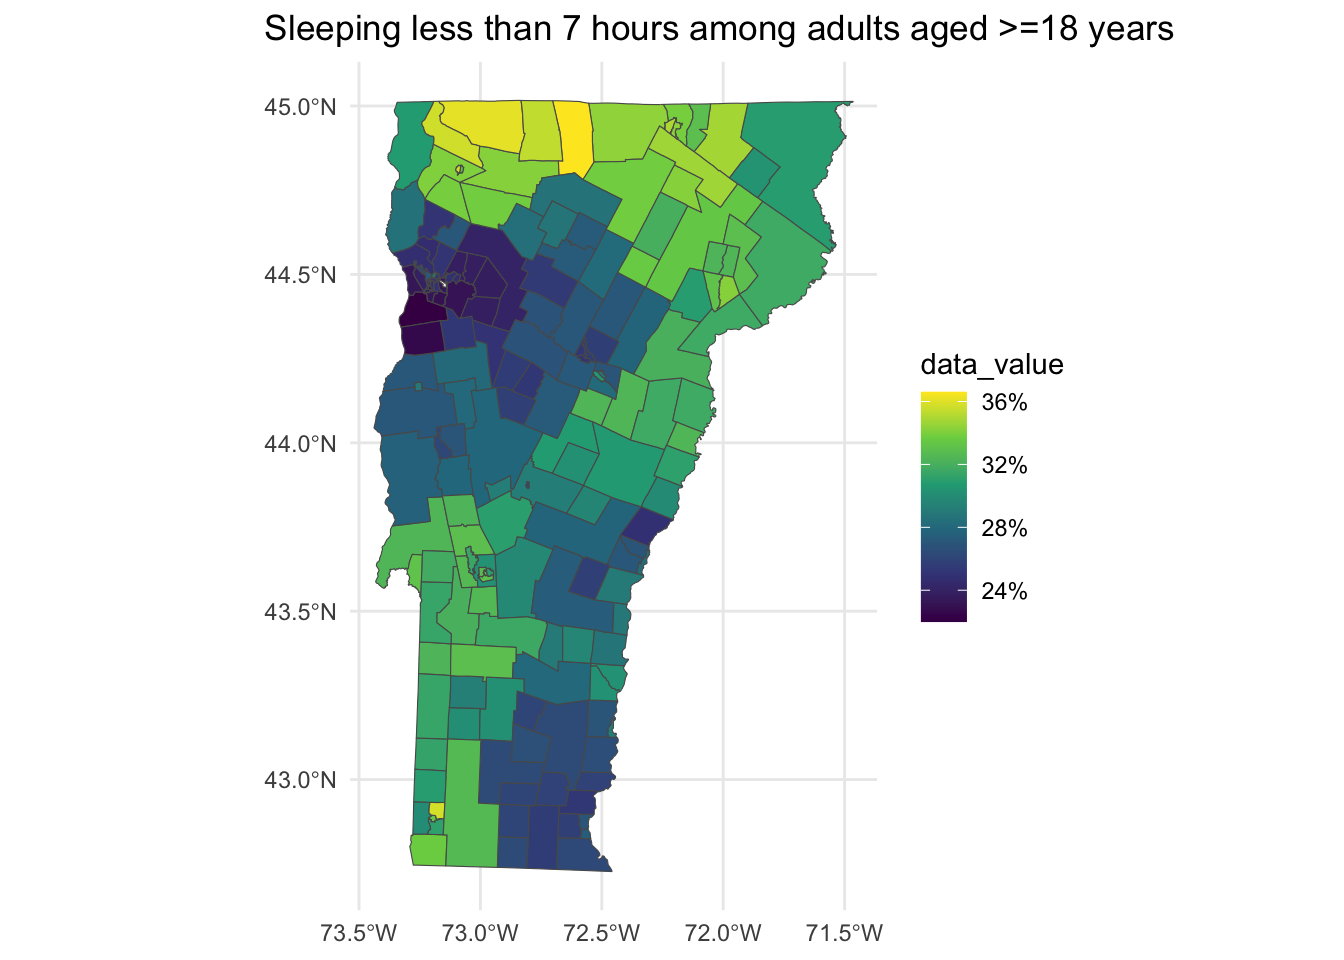 Sleeping less than 7 hours among adults aged >=18 years
45.0°N
44.5°N
44.0°N
43.5°N
43.0°N
73.5°W 73.0°W 72.5°W 72.0°W 71.5°W
data_value
36%
32%
28%
24%